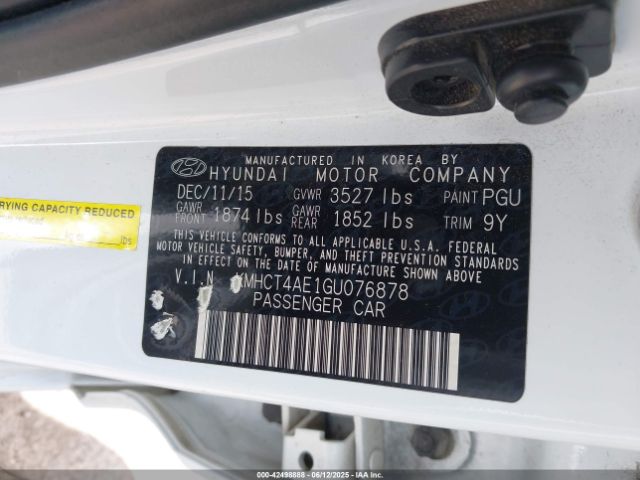 MANUFACTURED IN KOREA BY
HYUNDAI MOTOR COMPANY
DEC/11/15 GVWR 3527 lbs PAINT PGU
GAWR FRONT 1874 lbs GAWR REAR 1852 lbs TRIM 9Y
THIS VEHICLE CONFORMS TO ALL APPLICABLE U.S.A. FEDERAL
MOTOR VEHICLE SAFETY, BUMPER, AND THEFT PREVENTION STANDARDS
IN EFFECT ON THE DATE OF MANUFACTURE SHOWN ABOVE.
V.I.N KMHCT4AE1GU076878
PASSENGER CAR
RYING CAPACITY REDUCED
lbs
000-42498888 - 06/12/2025 - IAAI.COM